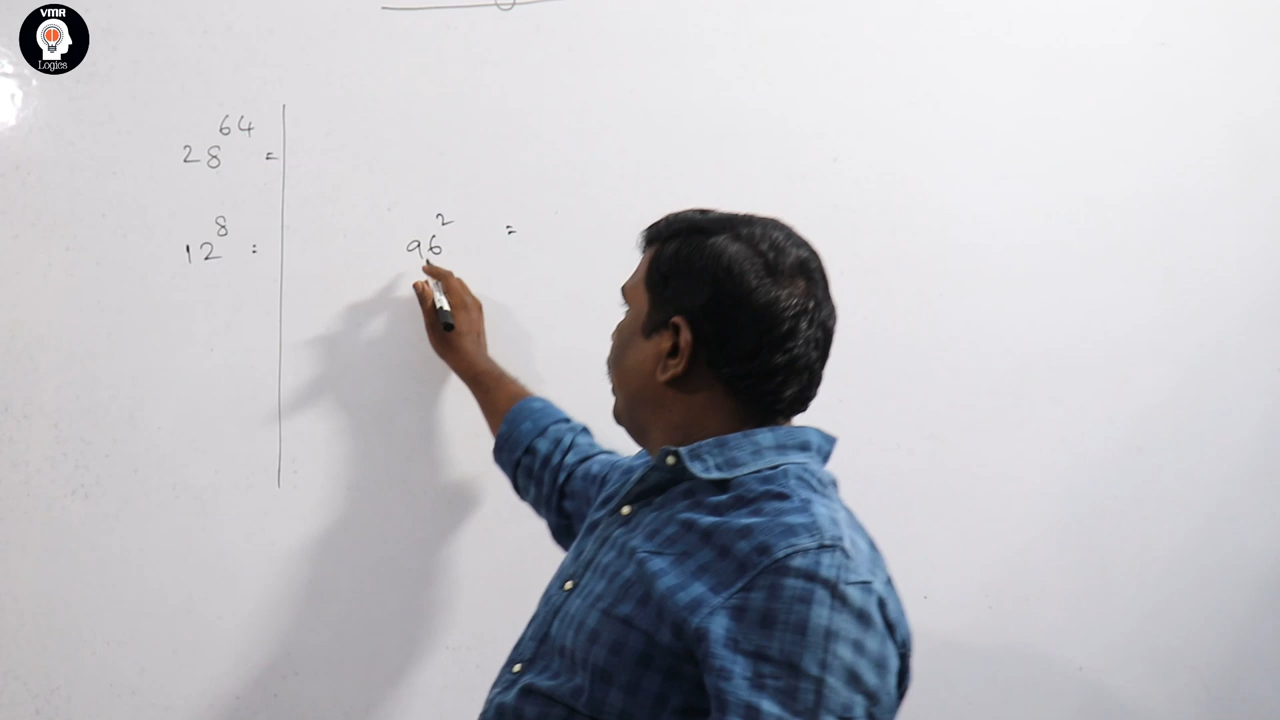 VMR
Logics
28^64 =
12^8 =
96^2 =